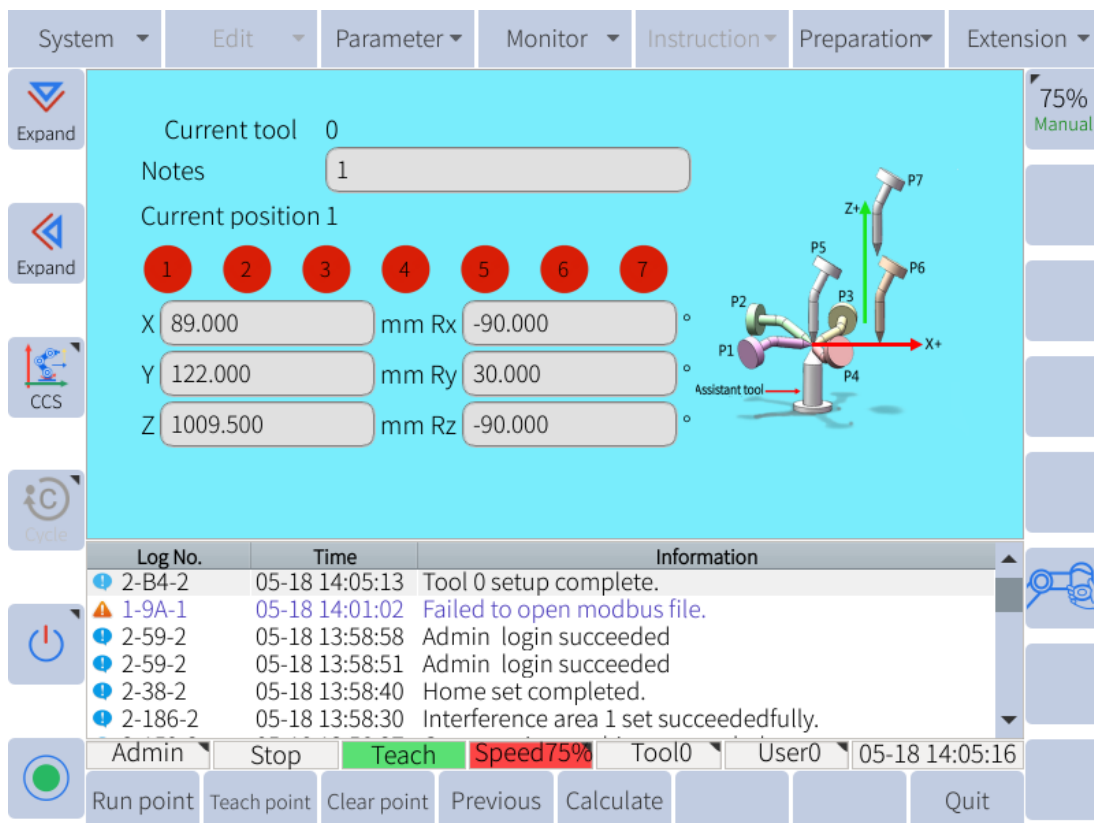 System Edit Parameter Monitor Instruction Preparation Extension
Expand
75%
Manual
Current tool 0
Notes 1
Current position 1
Expand
1 2 3 4 5 6 7
X 89.000 mm Rx -90.000 °
Y 122.000 mm Ry 30.000 °
Z 1009.500 mm Rz -90.000 °
P7
Z+
P5
P6
P2
P3
P1
X+
P4
Assistant tool
CCS
Cycle
Log No. Time Information
2-B4-2 05-18 14:05:13 Tool 0 setup complete.
1-9A-1 05-18 14:01:02 Failed to open modbus file.
2-59-2 05-18 13:58:58 Admin login succeeded
2-59-2 05-18 13:58:51 Admin login succeeded
2-38-2 05-18 13:58:40 Home set completed.
2-186-2 05-18 13:58:30 Interference area 1 set succeededfully.
Admin Stop Teach Speed75% Tool0 User0 05-18 14:05:16
Run point Teach point Clear point Previous Calculate Quit